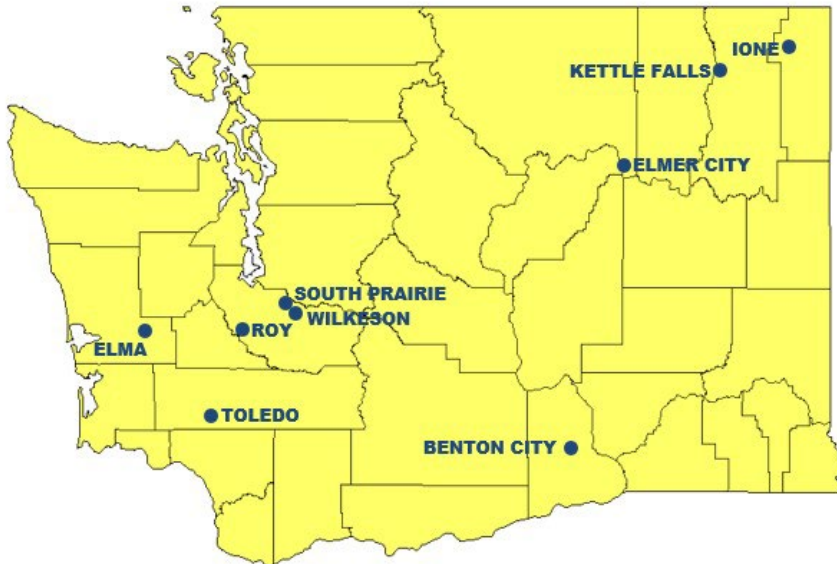 IONE
KETTLE FALLS
ELMER CITY
SOUTH PRAIRIE
WILKESON
ROY
ELMA
TOLEDO
BENTON CITY